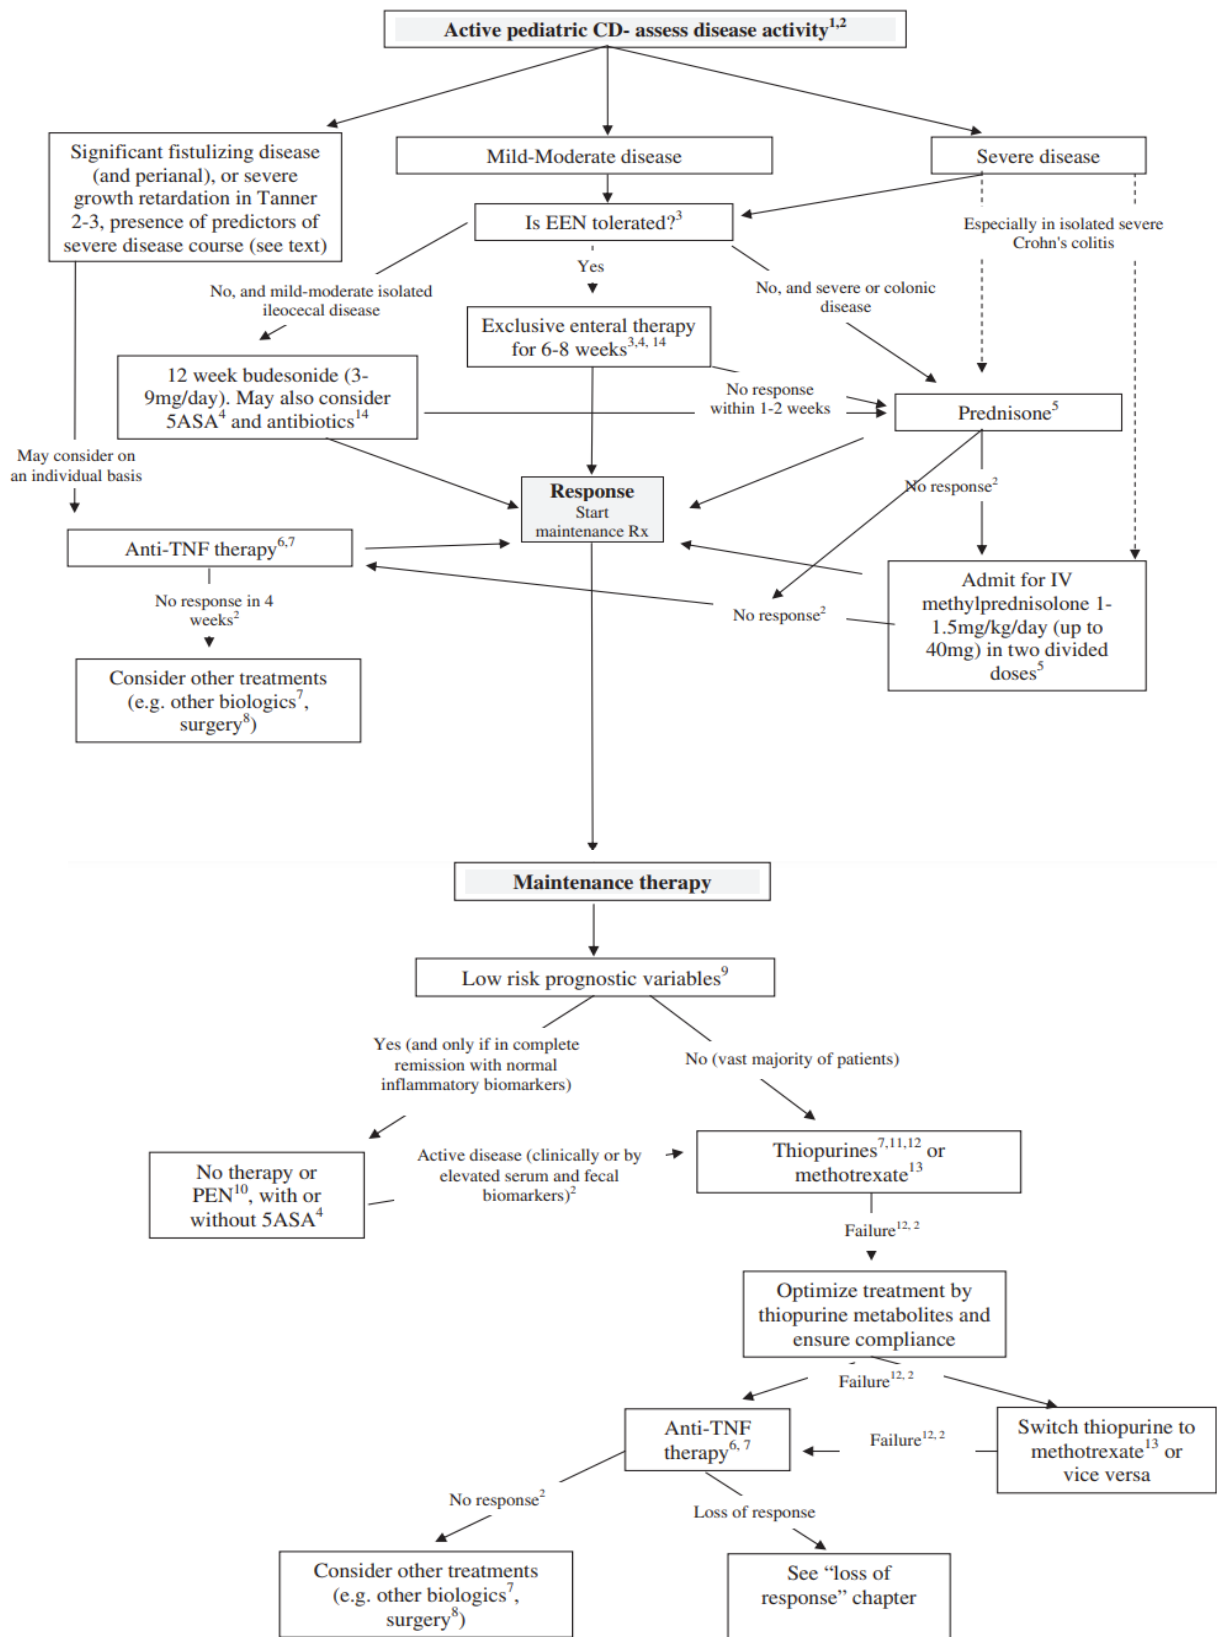 Active pediatric CD- assess disease activity1,2
Significant fistulizing disease
(and perianal), or severe
growth retardation in Tanner
2-3, presence of predictors of
severe disease course (see text)
Mild-Moderate disease
Severe disease
Is EEN tolerated?3
Especially in isolated severe
Crohn's colitis
Yes
No, and mild-moderate isolated
ileocecal disease
No, and severe or colonic
disease
Exclusive enteral therapy
for 6-8 weeks3,4, 14
12 week budesonide (3-
9mg/day). May also consider
5ASA4 and antibiotics14
No response
within 1-2 weeks
Prednisone5
May consider on
an individual basis
Response
Start
maintenance Rx
No response2
Anti-TNF therapy6,7
No response in 4
weeks2
No response2
Admit for IV
methylprednisolone 1-
1.5mg/kg/day (up to
40mg) in two divided
doses5
Consider other treatments
(e.g. other biologics7,
surgery8)
Maintenance therapy
Low risk prognostic variables9
Yes (and only if in complete
remission with normal
inflammatory biomarkers)
No (vast majority of patients)
No therapy or
PEN10, with or
without 5ASA4
Active disease (clinically or by
elevated serum and fecal
biomarkers)2
Thiopurines7,11,12 or
methotrexate13
Failure12, 2
Optimize treatment by
thiopurine metabolites and
ensure compliance
Failure12, 2
Anti-TNF
therapy6, 7
Failure12, 2
Switch thiopurine to
methotrexate13 or
vice versa
No response2
Loss of response
Consider other treatments
(e.g. other biologics7,
surgery8)
See “loss of
response” chapter